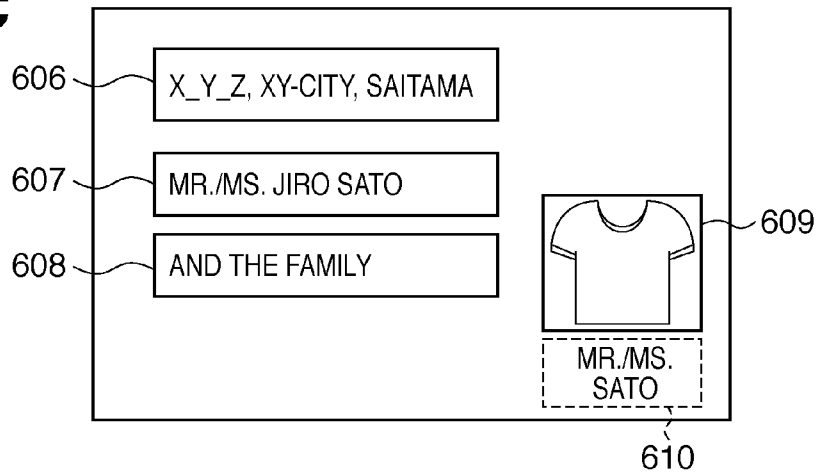 606
X_Y_Z, XY-CITY, SAITAMA
607
MR./MS. JIRO SATO
609
608
AND THE FAMILY
MR./MS.
SATO
610